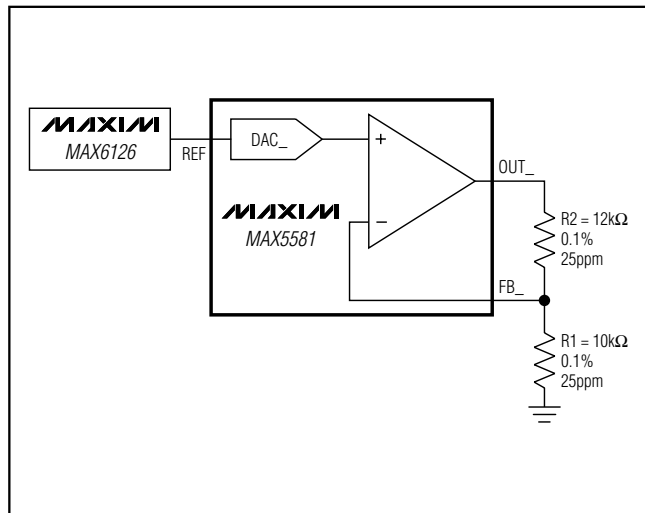 MAXIM
MAX6126
REF
DAC_
+
−
MAXIM
MAX5581
OUT_
FB_
R2 = 12kΩ
0.1%
25ppm
R1 = 10kΩ
0.1%
25ppm